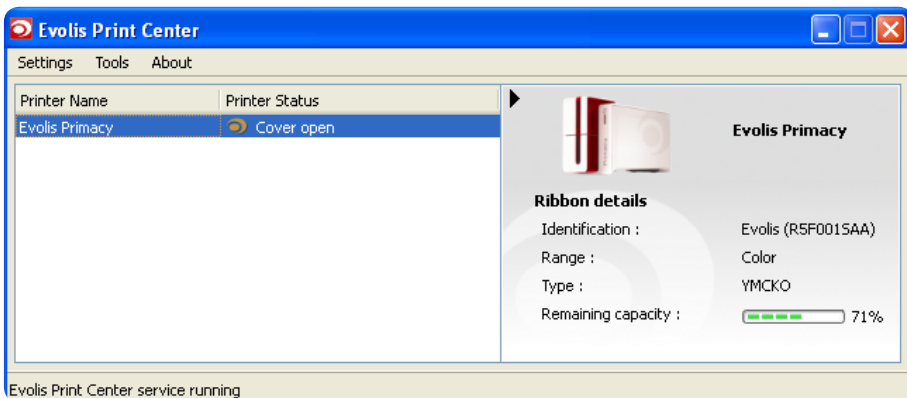 Evolis Print Center
Settings Tools About
Printer Name Printer Status
Evolis Primacy Cover open
Evolis Primacy
Ribbon details
Identification : Evolis (R5F001SAA)
Range : Color
Type : YMCKO
Remaining capacity : 71%
Evolis Print Center service running